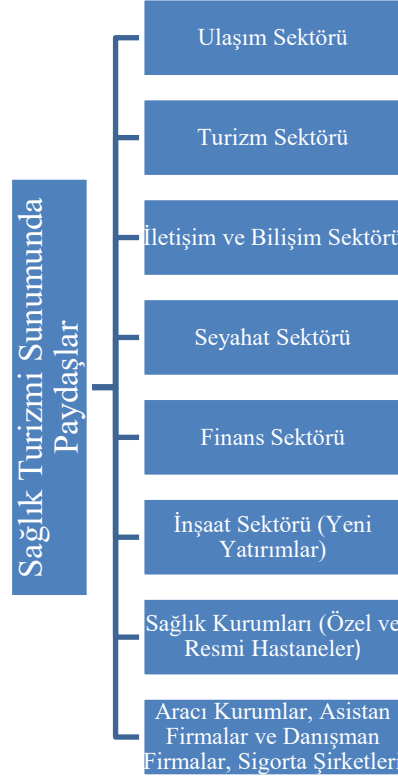 Sağlık Turizmi Sunumunda
Paydaşlar
Ulaşım Sektörü
Turizm Sektörü
İletişim ve Bilişim Sektörü
Seyahat Sektörü
Finans Sektörü
İnşaat Sektörü (Yeni
Yatırımlar)
Sağlık Kurumları (Özel ve
Resmi Hastaneler)
Aracı Kurumlar, Asistan
Firmalar ve Danışman
Firmalar, Sigorta Şirketleri